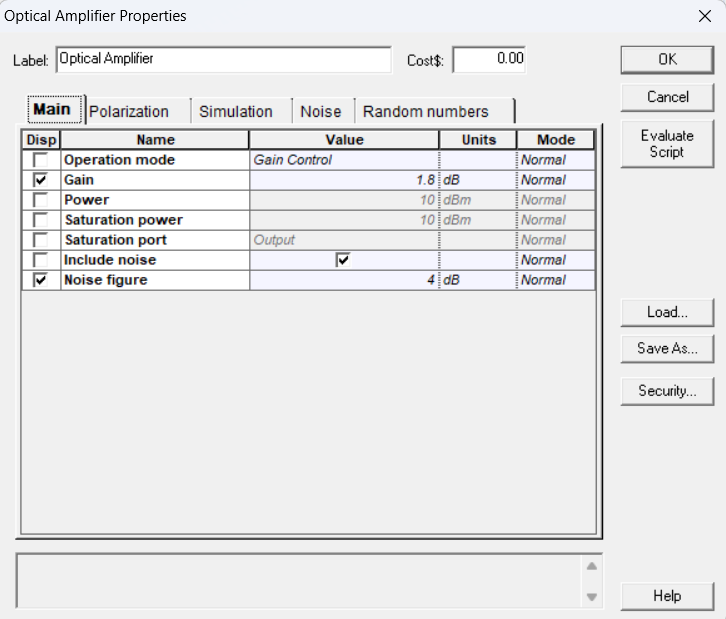 Optical Amplifier Properties
Label: Optical Amplifier Cost$: 0.00 OK
Cancel
Main Polarization Simulation Noise Random numbers
Evaluate Script
Disp Name Value Units Mode
Operation mode Gain Control Normal
Gain 1.8 dB Normal
Power 10 dBm Normal
Saturation power 10 dBm Normal
Saturation port Output Normal
Include noise Normal
Noise figure 4 dB Normal
Load...
Save As...
Security...
Help